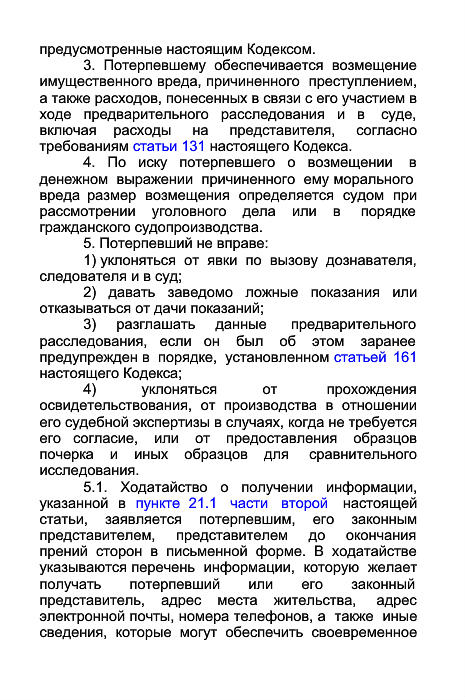 предусмотренные настоящим Кодексом.
3. Потерпевшему обеспечивается возмещение
имущественного вреда, причиненного преступлением,
а также расходов, понесенных в связи с его участием в
ходе предварительного расследования и в суде,
включая расходы на представителя, согласно
требованиям статьи 131 настоящего Кодекса.
4. По иску потерпевшего о возмещении в
денежном выражении причиненного ему морального
вреда размер возмещения определяется судом при
рассмотрении уголовного дела или в порядке
гражданского судопроизводства.
5. Потерпевший не вправе:
1) уклоняться от явки по вызову дознавателя,
следователя и в суд;
2) давать заведомо ложные показания или
отказываться от дачи показаний;
3) разглашать данные предварительного
расследования, если он был об этом заранее
предупрежден в порядке, установленном статьей 161
настоящего Кодекса;
4) уклоняться от прохождения
освидетельствования, от производства в отношении
его судебной экспертизы в случаях, когда не требуется
его согласие, или от предоставления образцов
почерка и иных образцов для сравнительного
исследования.
5.1. Ходатайство о получении информации,
указанной в пункте 21.1 части второй настоящей
статьи, заявляется потерпевшим, его законным
представителем, представителем до окончания
прений сторон в письменной форме. В ходатайстве
указываются перечень информации, которую желает
получать потерпевший или его законный
представитель, адрес места жительства, адрес
электронной почты, номера телефонов, а также иные
сведения, которые могут обеспечить своевременное